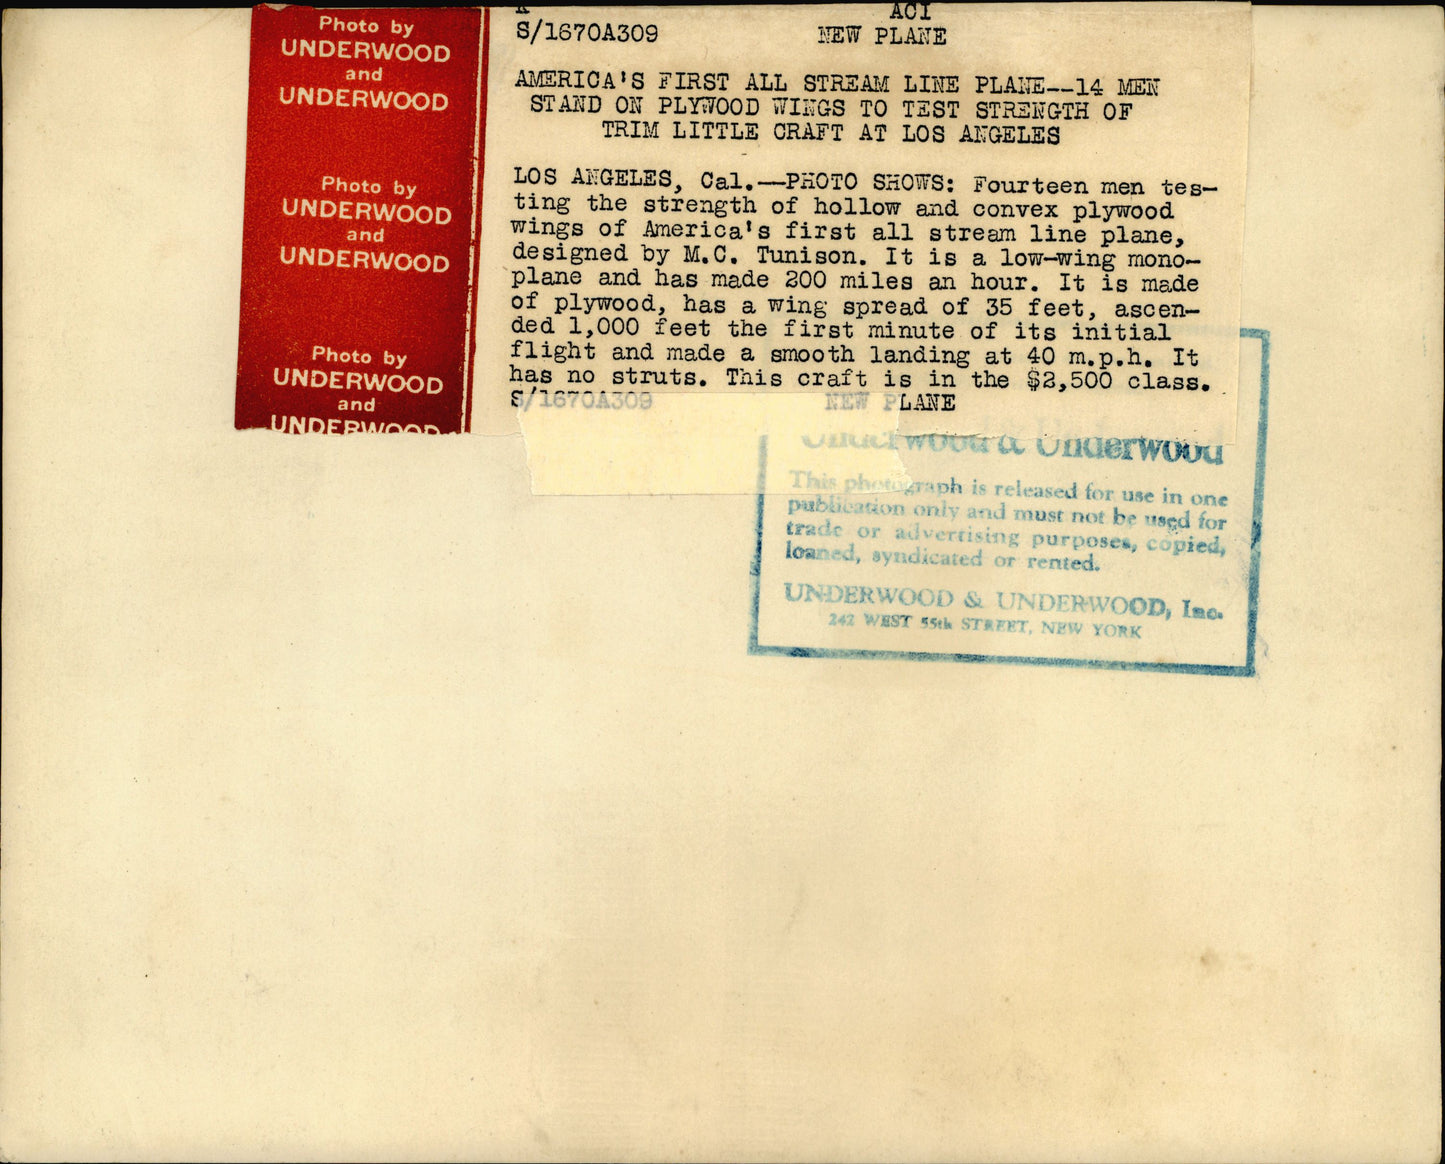 Photo by
UNDERWOOD
and
UNDERWOOD
Photo by
UNDERWOOD
and
UNDERWOOD
Photo by
UNDERWOOD
and
UNDERWOOD
ACI
S/1670A309 NEW PLANE
AMERICA'S FIRST ALL STREAM LINE PLANE--14 MEN
STAND ON PLYWOOD WINGS TO TEST STRENGTH OF
TRIM LITTLE CRAFT AT LOS ANGELES
LOS ANGELES, Cal.--PHOTO SHOWS: Fourteen men tes-
ting the strength of hollow and convex plywood
wings of America's first all stream line plane,
designed by M.C. Tunison. It is a low-wing mono-
plane and has made 200 miles an hour. It is made
of plywood, has a wing spread of 35 feet, ascen-
ded 1,000 feet the first minute of its initial
flight and made a smooth landing at 40 m.p.h. It
has no struts. This craft is in the $2,500 class.
S/1670A309 NEW PLANE
Underwood & Underwood
This photograph is released for use in one
publication only and must not be used for
trade or advertising purposes, copied,
loaned, syndicated or rented.
UNDERWOOD & UNDERWOOD, Inc.
242 WEST 55th STREET, NEW YORK